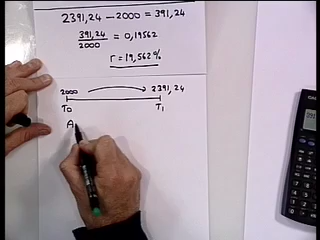 2391,24 — 2000 = 391,24
391,24
2000
= 0,19562
r = 19,562%
2000 2391,24
T0 T1
A